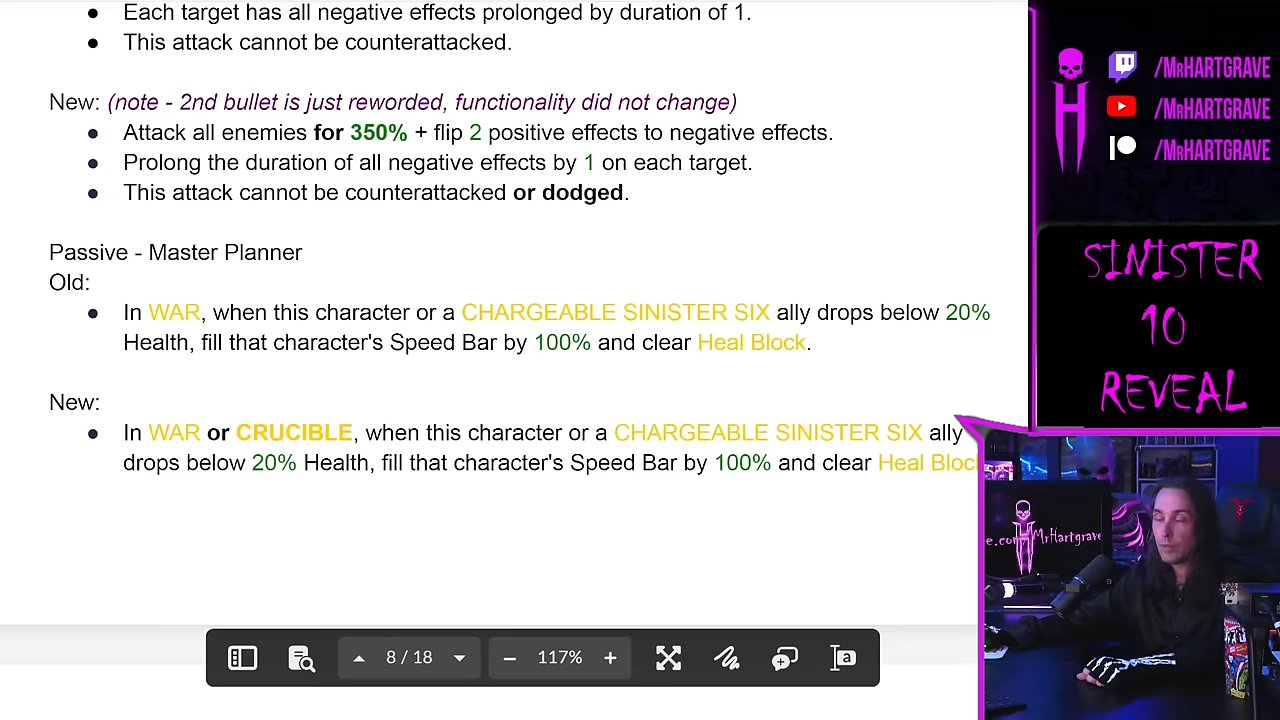 ● Each target has all negative effects prolonged by duration of 1.
● This attack cannot be counterattacked.
New: (note - 2nd bullet is just reworded, functionality did not change)
● Attack all enemies for 350% + flip 2 positive effects to negative effects.
● Prolong the duration of all negative effects by 1 on each target.
● This attack cannot be counterattacked or dodged.
Passive - Master Planner
Old:
● In WAR, when this character or a CHARGEABLE SINISTER SIX ally drops below 20%
Health, fill that character's Speed Bar by 100% and clear Heal Block.
New:
● In WAR or CRUCIBLE, when this character or a CHARGEABLE SINISTER SIX ally
drops below 20% Health, fill that character's Speed Bar by 100% and clear Heal Bloc
8 / 18
117%
/MRHARTGRAVE
/MRHARTGRAVE
/MRHARTGRAVE
SINISTER
10
REVEAL
e.com/MrHartgrave